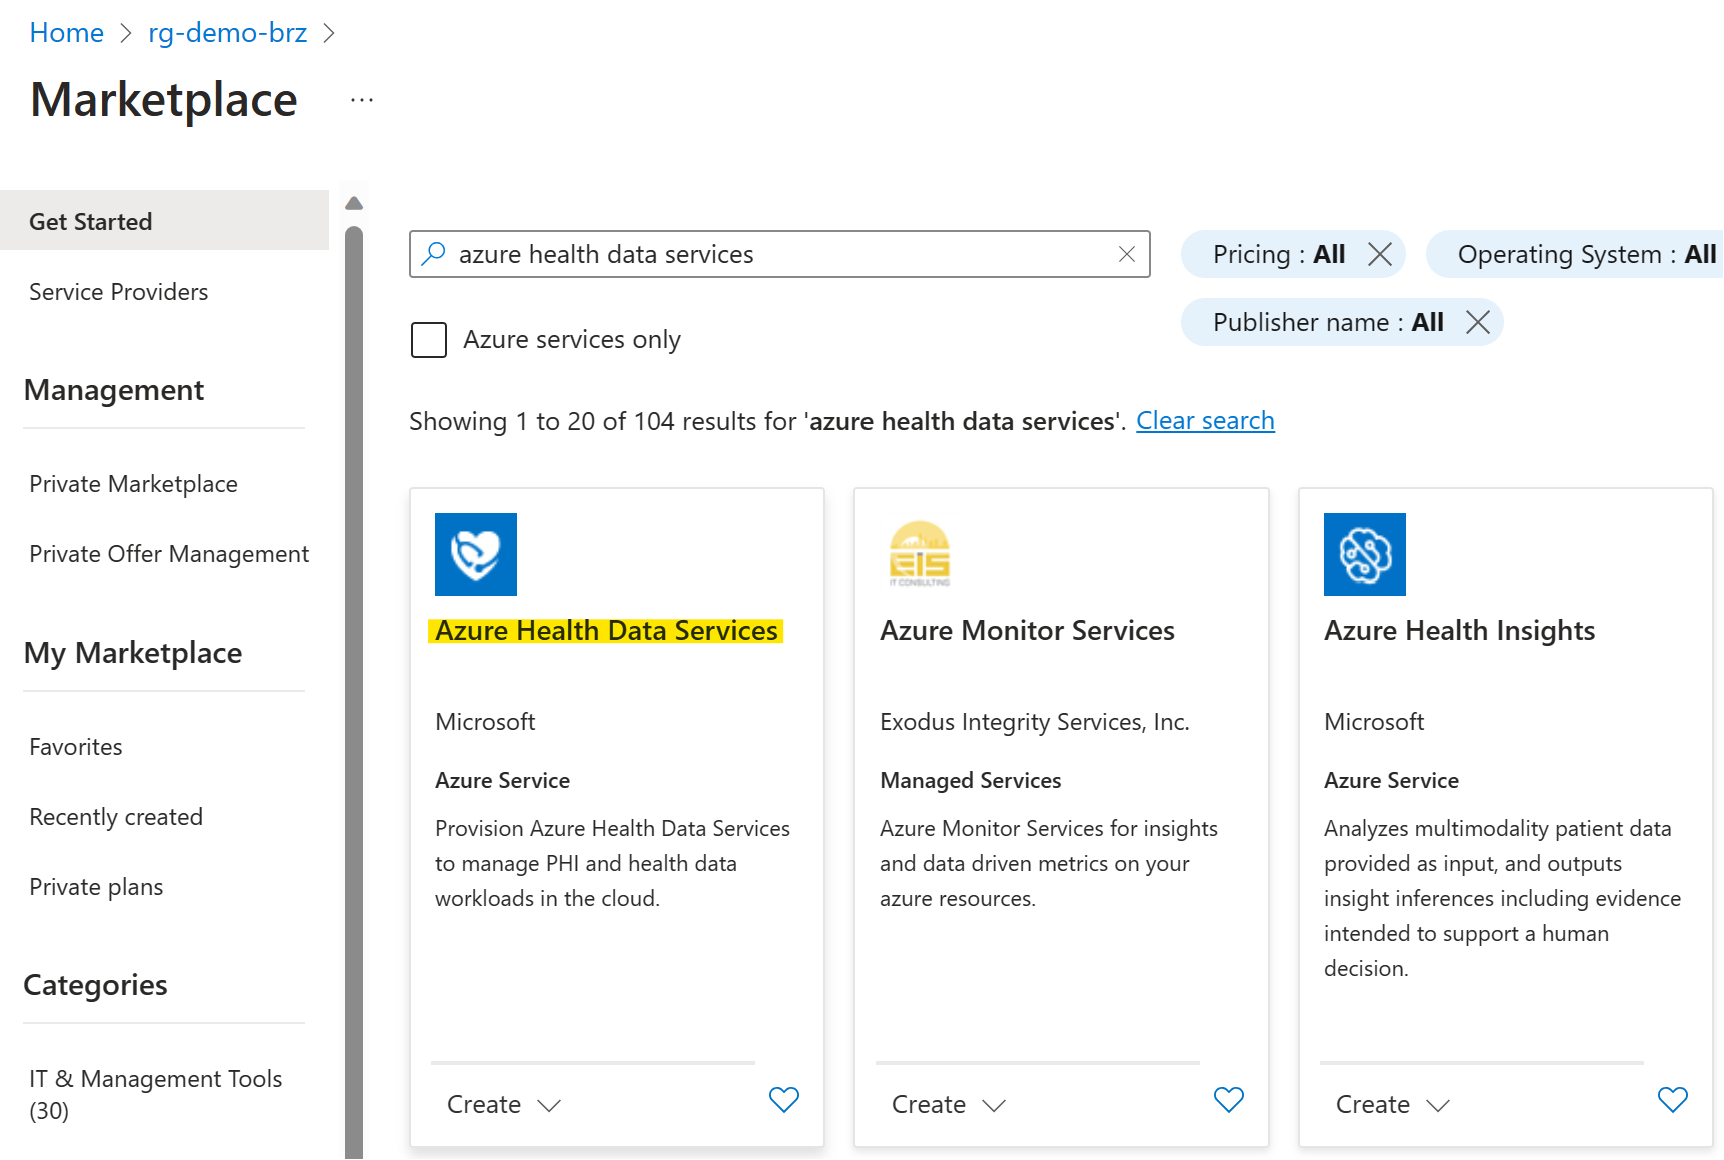 Home > rg-demo-brz >
Marketplace ...
Get Started
Service Providers
Management
Private Marketplace
Private Offer Management
My Marketplace
Favorites
Recently created
Private plans
Categories
IT & Management Tools
(30)
azure health data services
Pricing : All
Operating System : All
Publisher name : All
Azure services only
Showing 1 to 20 of 104 results for 'azure health data services'. Clear search
Azure Health Data Services
Microsoft
Azure Service
Provision Azure Health Data Services
to manage PHI and health data
workloads in the cloud.
Create
EIS
IT CONSULTING
Azure Monitor Services
Exodus Integrity Services, Inc.
Managed Services
Azure Monitor Services for insights
and data driven metrics on your
azure resources.
Create
Azure Health Insights
Microsoft
Azure Service
Analyzes multimodality patient data
provided as input, and outputs
insight inferences including evidence
intended to support a human
decision.
Create